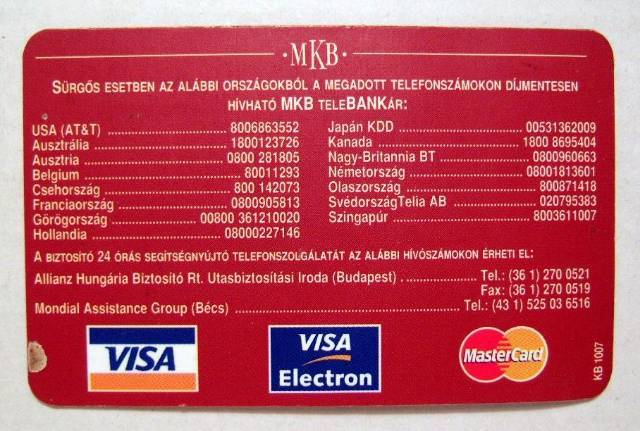 ·MKB·
SÜRGŐS ESETBEN AZ ALÁBBI ORSZÁGOKBÓL A MEGADOTT TELEFONSZÁMOKON DÍJMENTESEN
HÍVHATÓ MKB TELEBANKÁR:
USA (AT&T) 8006863552
Ausztrália 1800123726
Ausztria 0800 281805
Belgium 80011293
Csehország 800 142073
Franciaország 0800905813
Görögország 00800 361210020
Hollandia 08000227146
Japán KDD 00531362009
Kanada 1800 8695404
Nagy-Britannia BT 0800960663
Németország 08001813601
Olaszország 800871418
SvédországTelia AB 020795383
Szingapúr 8003611007
A BIZTOSÍTÓ 24 ÓRÁS SEGÍTSÉGNYÚJTÓ TELEFONSZOLGÁLATÁT AZ ALÁBBI HÍVÓSZÁMOKON ÉRHETI EL:
Allianz Hungária Biztosító Rt. Utasbiztosítási Iroda (Budapest) . Tel.: (36 1) 270 0521
Fax: (36 1) 270 0519
Mondial Assistance Group (Bécs) Tel.: (43 1) 525 03 6516
VISA
VISA
Electron
MasterCard
KB 1007